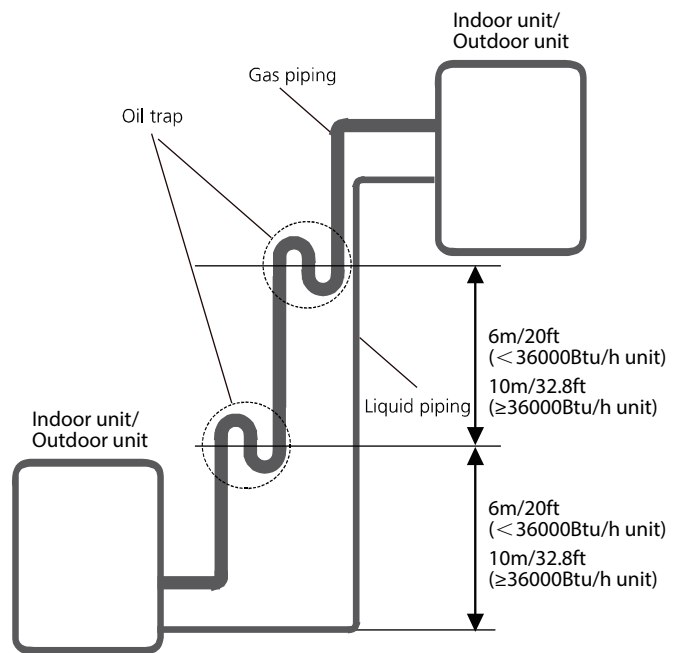 Indoor unit/
Outdoor unit
Gas piping
Oil trap
6m/20ft
(＜36000Btu/h unit)
10m/32.8ft
(≥36000Btu/h unit)
Liquid piping
Indoor unit/
Outdoor unit
6m/20ft
(＜36000Btu/h unit)
10m/32.8ft
(≥36000Btu/h unit)